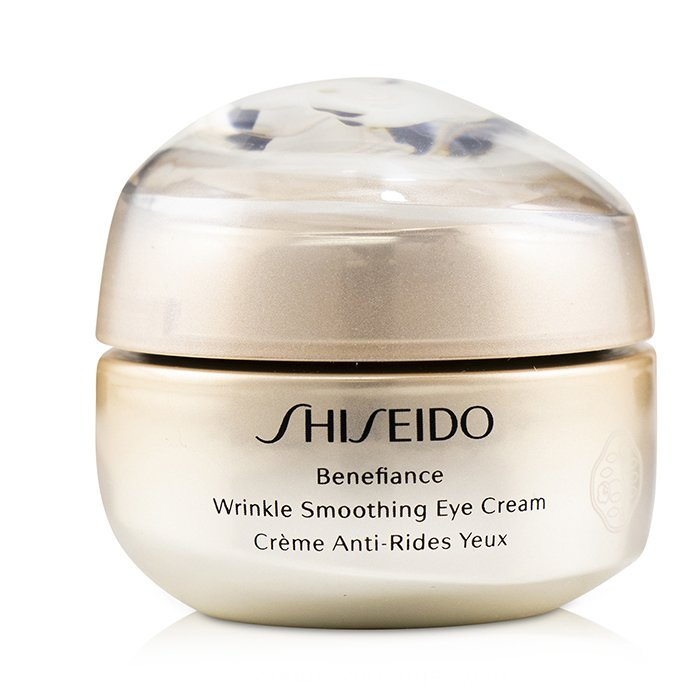 SHISEIDO
Benefiance
Wrinkle Smoothing Eye Cream
Crème Anti-Rides Yeux